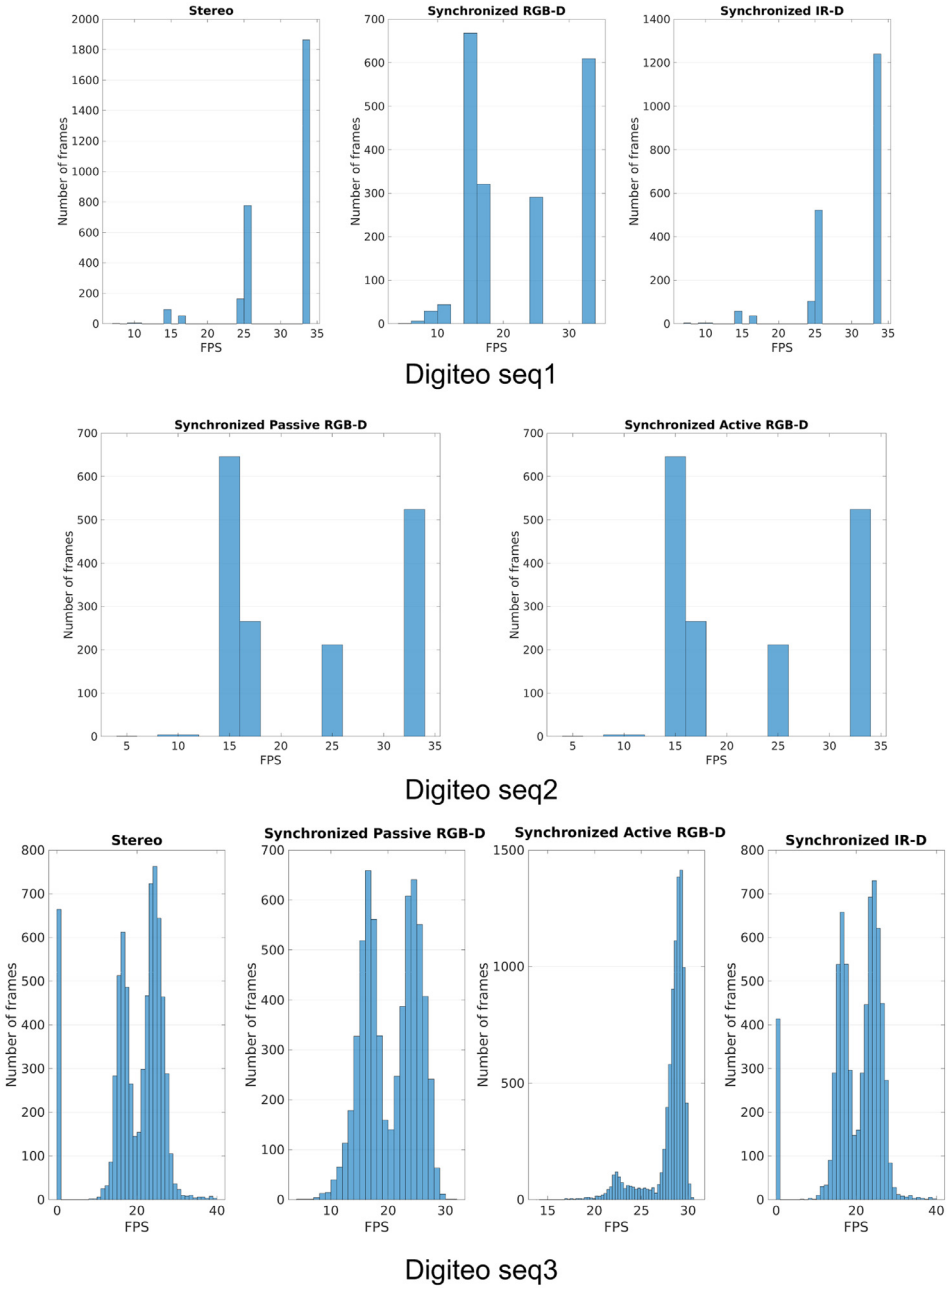 Stereo
Synchronized RGB-D
Synchronized IR-D
2000
1800
1600
1400
1200
1000
800
600
400
200
0
Number of frames
10 15 20 25 30 35
FPS
700
600
500
400
300
200
100
0
Number of frames
10 20 30
FPS
1400
1200
1000
800
600
400
200
0
Number of frames
10 15 20 25 30 35
FPS
Digiteo seq1
Synchronized Passive RGB-D
700
600
500
400
300
200
100
0
Number of frames
5 10 15 20 25 30 35
FPS
Synchronized Active RGB-D
700
600
500
400
300
200
100
0
Number of frames
5 10 15 20 25 30 35
FPS
Digiteo seq2
Stereo
800
700
600
500
400
300
200
100
0
Number of frames
0 20 40
FPS
Synchronized Passive RGB-D
700
600
500
400
300
200
100
0
Number of frames
10 20 30
FPS
Synchronized Active RGB-D
1500
1000
500
0
Number of frames
15 20 25 30
FPS
Synchronized IR-D
800
700
600
500
400
300
200
100
0
Number of frames
0 20 40
FPS
Digiteo seq3